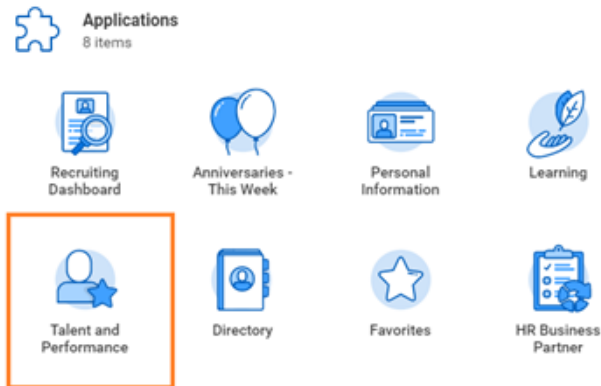 Applications
8 items
Recruiting
Dashboard
Anniversaries -
This Week
Personal
Information
Learning
Talent and
Performance
Directory
Favorites
HR Business
Partner